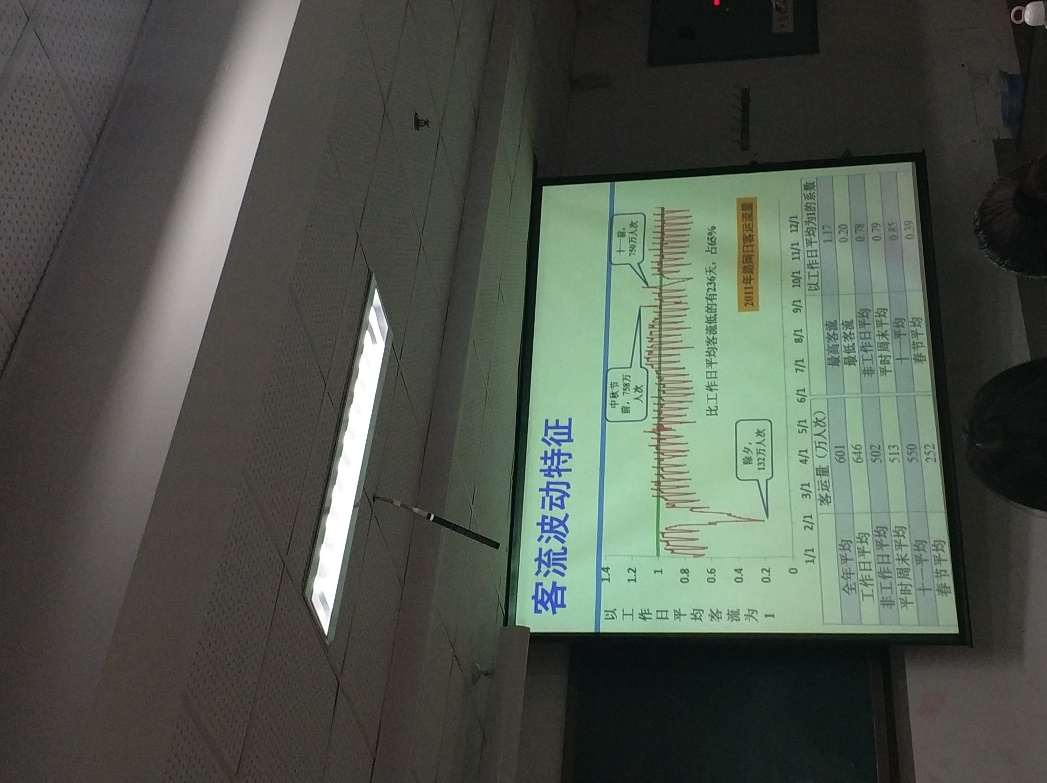 客流波动特征
以工作日平均客流为1
1.4
1.2
1
0.8
0.6
0.4
0.2
0
中秋节
前，758万
人次
十一前，
750万人次
除夕，
132万人次
比工作日平均客流低的有236天，占65%
2011年路网日客运量
1/1 2/1 3/1 4/1 5/1 6/1 7/1 8/1 9/1 10/1 11/1 12/1
客运量（万人次） 以工作日平均为1的系数
全年平均 601 最高客流 1.17
工作日平均 646 最低客流 0.20
非工作日平均 502 非工作日平均 0.78
平时周末平均 513 平时周末平均 0.79
十一平均 550 十一平均 0.85
春节平均 252 春节平均 0.39